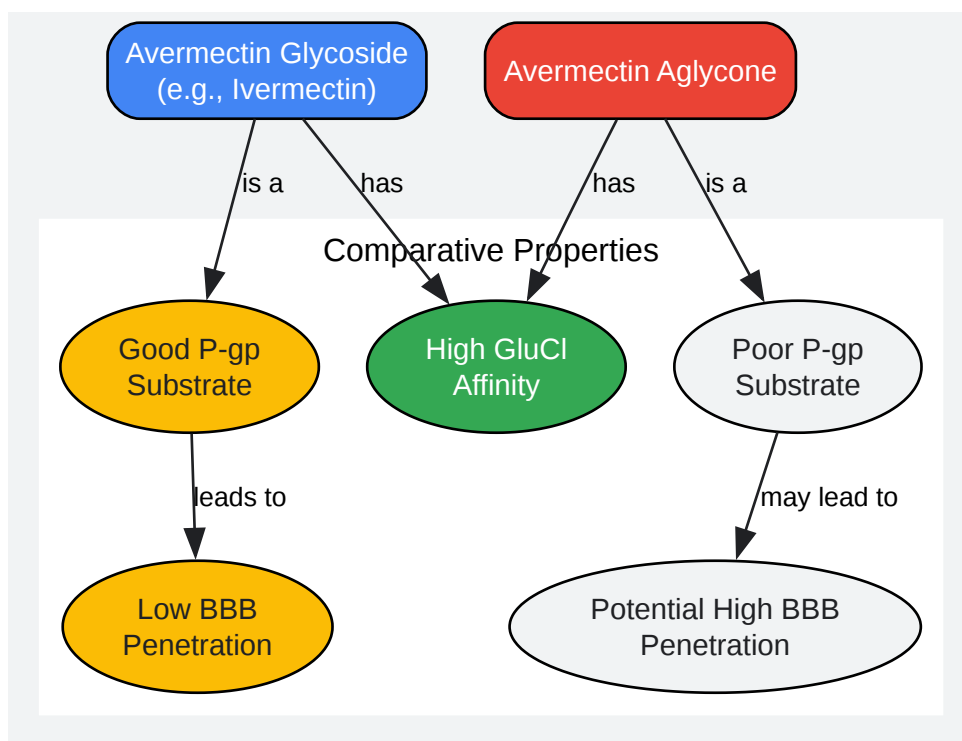 Avermectin Glycoside
(e.g., Ivermectin)
Avermectin Aglycone
is a
has
has
is a
Comparative Properties
Good P-gp
Substrate
High GluCl
Affinity
Poor P-gp
Substrate
leads to
may lead to
Low BBB
Penetration
Potential High BBB
Penetration